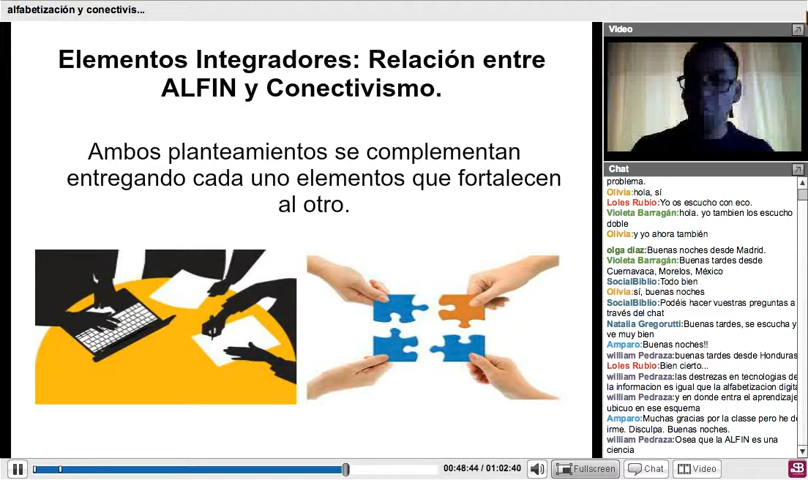 alfabetización y conectivis...
Elementos Integradores: Relación entre
ALFIN y Conectivismo.
Ambos planteamientos se complementan
entregando cada uno elementos que fortalecen
al otro.
Video
Chat
problema.
Olivia:hola, sí
Loles Rubio:Yo os escucho con eco.
Violeta Barragán:hola. yo tambien los escucho
doble
Olivia:y yo ahora también
olga díaz:Buenas noches desde Madrid.
Violeta Barragán:Buenas tardes desde
Cuernavaca, Morelos, México
SocialBiblio:Todo bien
Olivia:sí, buenas noches
SocialBiblio:Podéis hacer vuestras preguntas a
través del chat
Natalia Gregorutti:Buenas tardes, se escucha y
ve muy bien
Amparo:Buenas noches!!
william Pedraza:buenas tardes desde Honduras
Loles Rubio:Bien cierto...
william Pedraza:las destrezas en tecnologias de
la informacion es igual que la alfabetizacion digita
william Pedraza:y en donde entra el aprendizaje
ubicuo en ese esquema
Amparo:Muchas gracias por la classe pero he de
irme. Disculpa. Buenas noches.
william Pedraza:Osea que la ALFIN es una
ciencia
00:48:44 / 01:02:40
Fullscreen
Chat
Video
SB